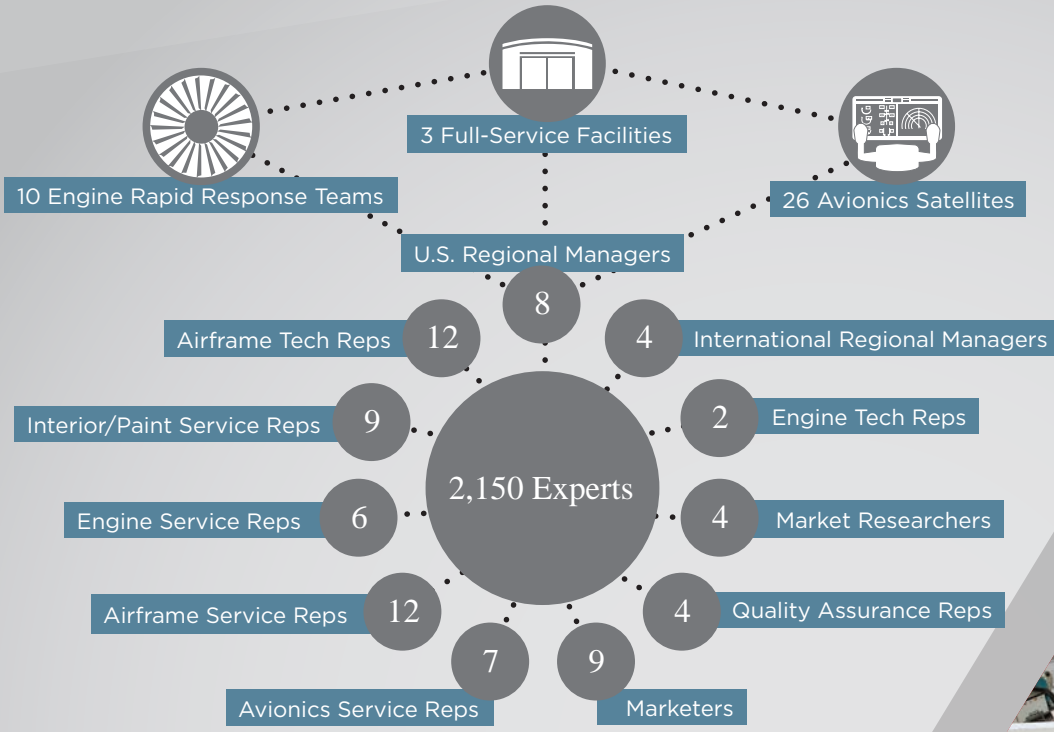 3 Full-Service Facilities
10 Engine Rapid Response Teams
26 Avionics Satellites
U.S. Regional Managers
8
Airframe Tech Reps
12
4
International Regional Managers
Interior/Paint Service Reps
9
2
Engine Tech Reps
2,150 Experts
Engine Service Reps
6
4
Market Researchers
Airframe Service Reps
12
4
Quality Assurance Reps
7
Avionics Service Reps
9
Marketers